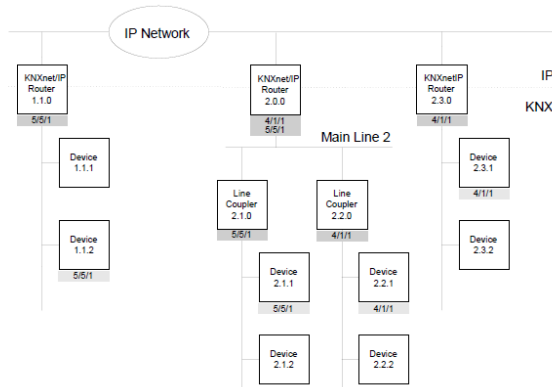 IP Network
KNXnet/IP
Router
1.1.0
5/5/1
KNXnet/IP
Router
2.0.0
4/1/1
5/5/1
KNXnetIP
Router
2.3.0
4/1/1
IP
KNX
Main Line 2
Device
1.1.1
Device
1.1.2
5/5/1
Line
Coupler
2.1.0
5/5/1
Line
Coupler
2.2.0
4/1/1
Device
2.3.1
4/1/1
Device
2.3.2
Device
2.1.1
5/5/1
Device
2.2.1
4/1/1
Device
2.1.2
Device
2.2.2